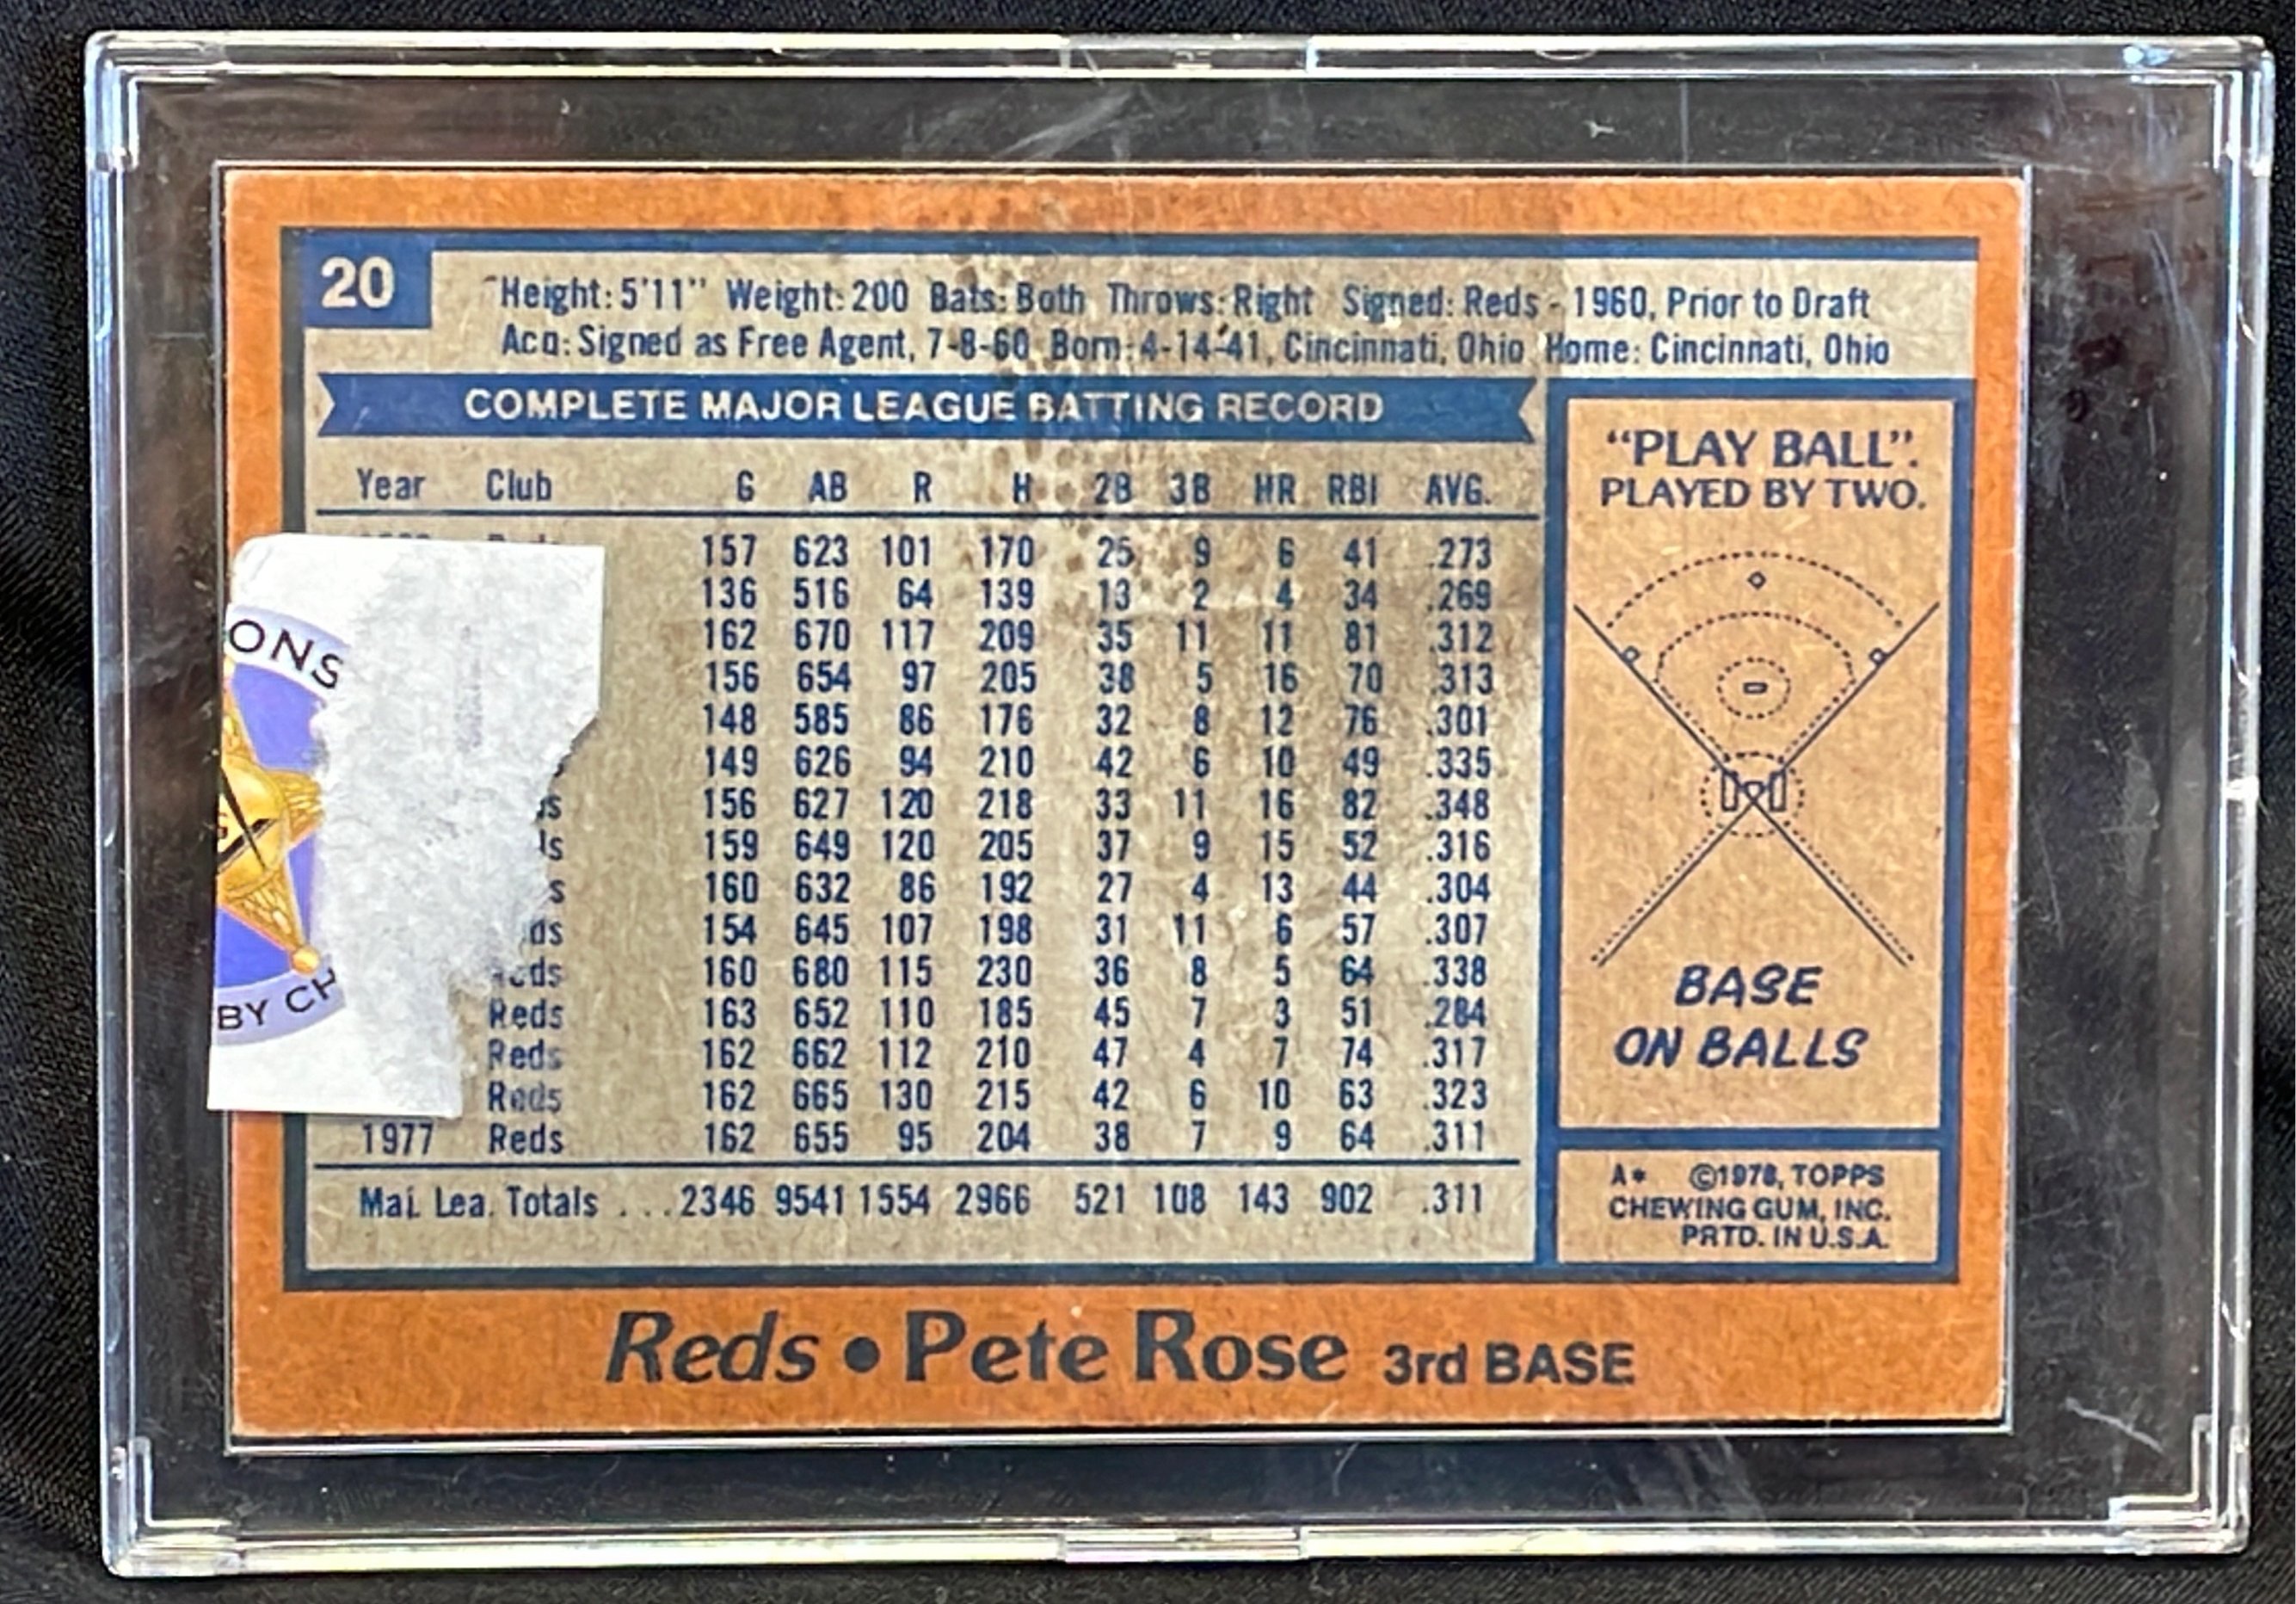 20
Height: 5'11" Weight: 200 Bats: Both Throws: Right Signed: Reds - 1960, Prior to Draft
Acq: Signed as Free Agent, 7-8-60 Born: 4-14-41, Cincinnati, Ohio Home: Cincinnati, Ohio
COMPLETE MAJOR LEAGUE BATTING RECORD
Year Club G AB R H 2B 3B HR RBI AVG.
157 623 101 170 25 9 6 41 .273
136 516 64 139 13 2 4 34 .269
162 670 117 209 35 11 11 81 .312
156 654 97 205 38 5 16 70 .313
148 585 86 176 32 8 12 76 .301
149 626 94 210 42 6 10 49 .335
156 627 120 218 33 11 16 82 .348
159 649 120 205 37 9 15 52 .316
160 632 86 192 27 4 13 44 .304
154 645 107 198 31 11 6 57 .307
160 680 115 230 36 8 5 64 .338
Reds 163 652 110 185 45 7 3 51 .284
Reds 162 662 112 210 47 4 7 74 .317
Reds 162 665 130 215 42 6 10 63 .323
1977 Reds 162 655 95 204 38 7 9 64 .311
Maj. Lea. Totals ... 2346 9541 1554 2966 521 108 143 902 .311
ONS
BY CH
"PLAY BALL".
PLAYED BY TWO.
BASE
ON BALLS
A* ©1978, TOPPS
CHEWING GUM, INC.
PRTD. IN U.S.A.
Reds • Pete Rose 3rd BASE